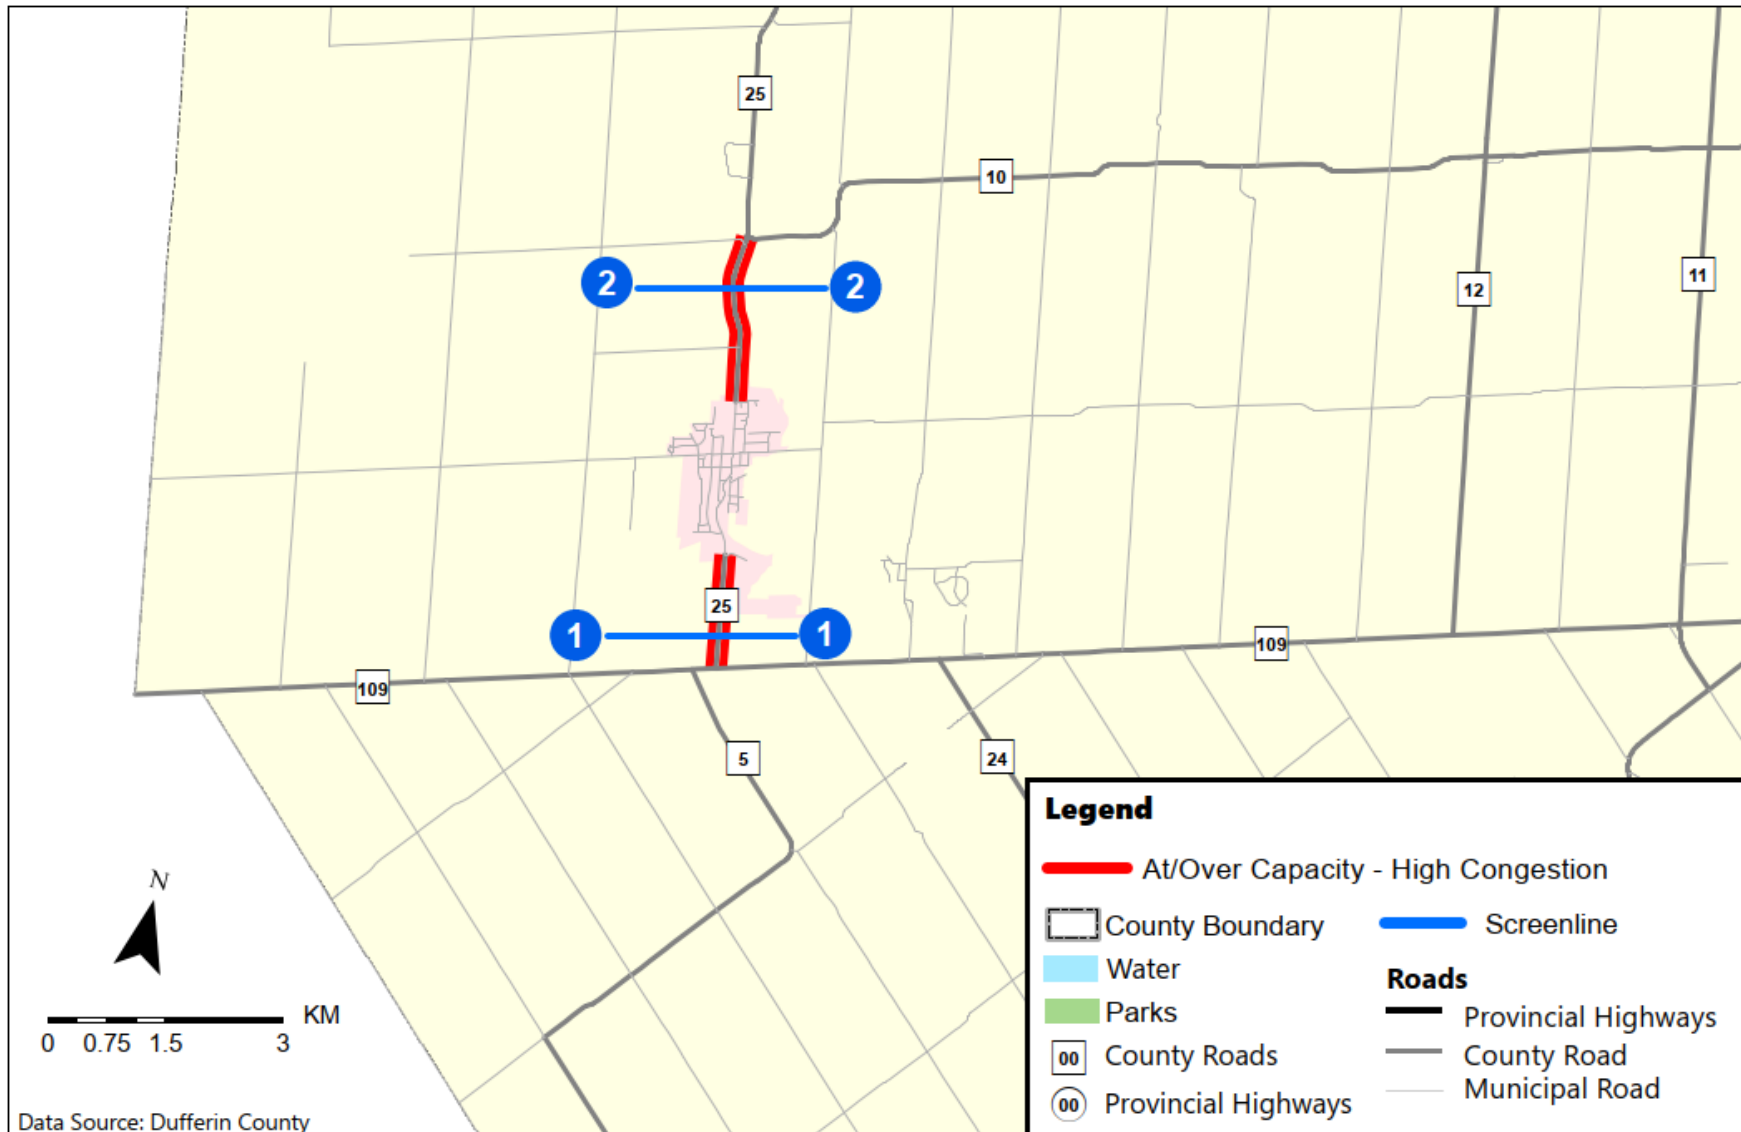 25
10
11
12
2
2
25
1
1
109
109
5
24
N
KM
0 0.75 1.5 3
Data Source: Dufferin County
Legend
At/Over Capacity - High Congestion
County Boundary
Screenline
Water
Parks
00 County Roads
00 Provincial Highways
Roads
Provincial Highways
County Road
Municipal Road